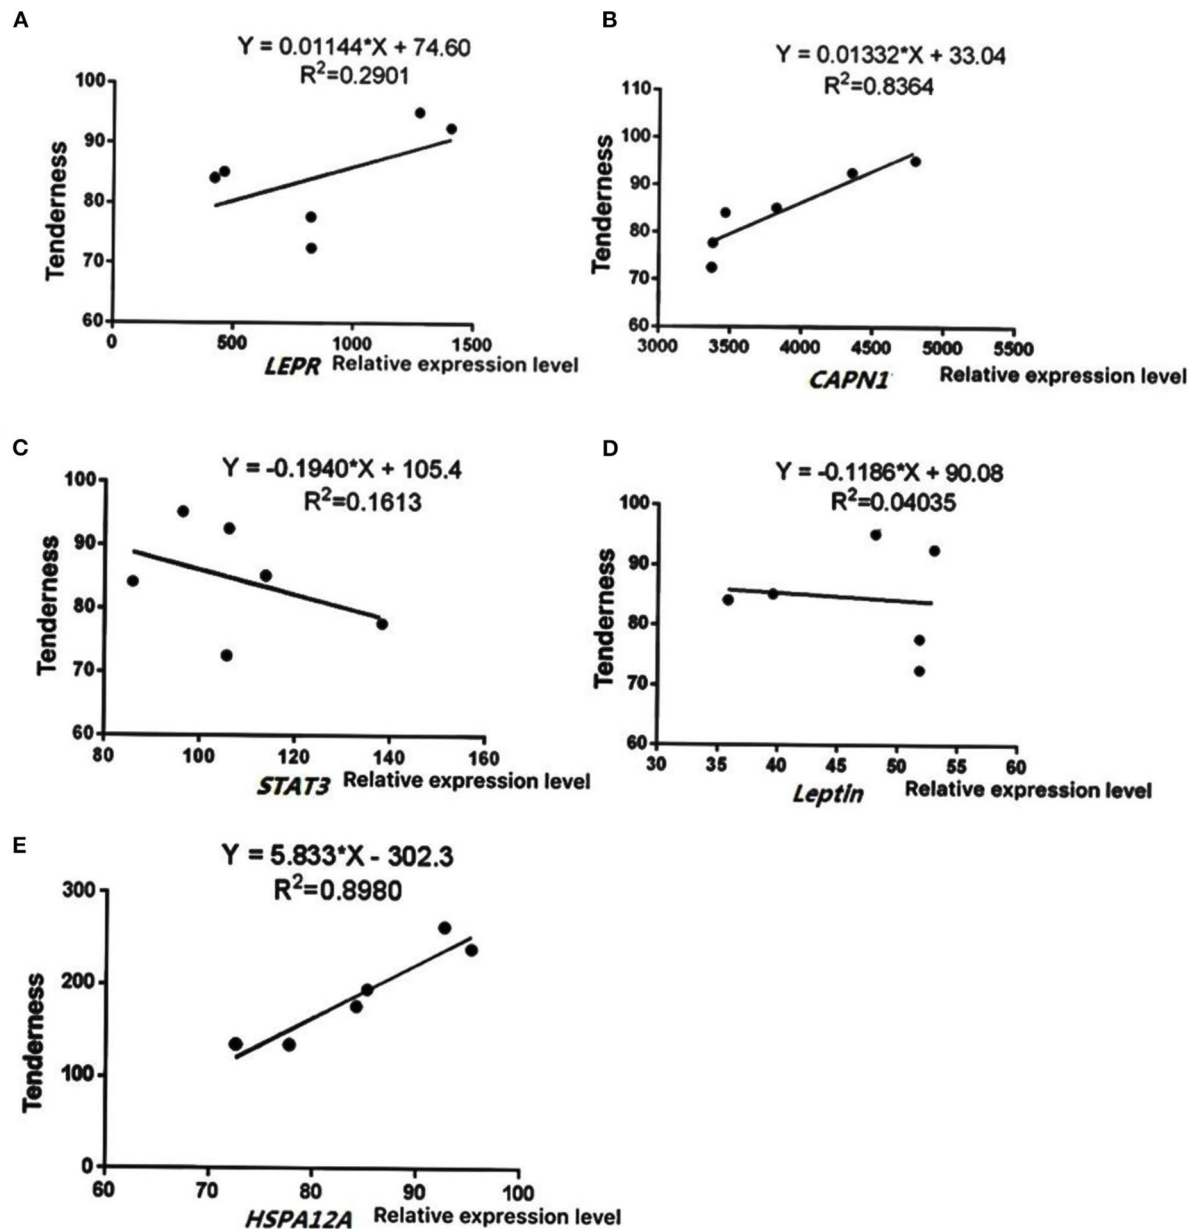 A
Y = 0.01144*X + 74.60
R²=0.2901
100
90
80
70
60
Tenderness
0
500
1000
1500
LEPR Relative expression level
B
Y = 0.01332*X + 33.04
R²=0.8364
110
100
90
80
70
60
Tenderness
3000
3500
4000
4500
5000
5500
CAPN1 Relative expression level
C
Y = -0.1940*X + 105.4
R²=0.1613
100
90
80
70
60
Tenderness
80
100
120
140
160
STAT3 Relative expression level
D
Y = -0.1186*X + 90.08
R²=0.04035
100
90
80
70
60
Tenderness
30
35
40
45
50
55
60
Leptin Relative expression level
E
Y = 5.833*X - 302.3
R²=0.8980
300
200
100
0
Tenderness
60
70
80
90
100
HSPA12A Relative expression level